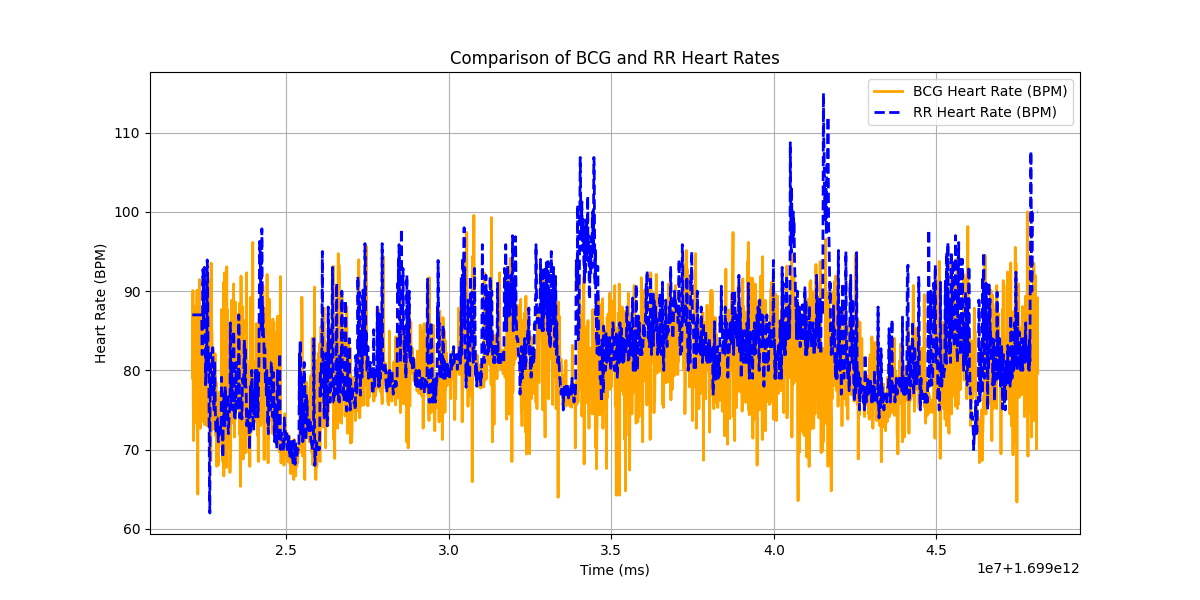 Comparison of BCG and RR Heart Rates
BCG Heart Rate (BPM)
RR Heart Rate (BPM)
Heart Rate (BPM)
110
100
90
80
70
60
2.5
3.0
3.5
4.0
4.5
Time (ms)
1e7+1.699e12